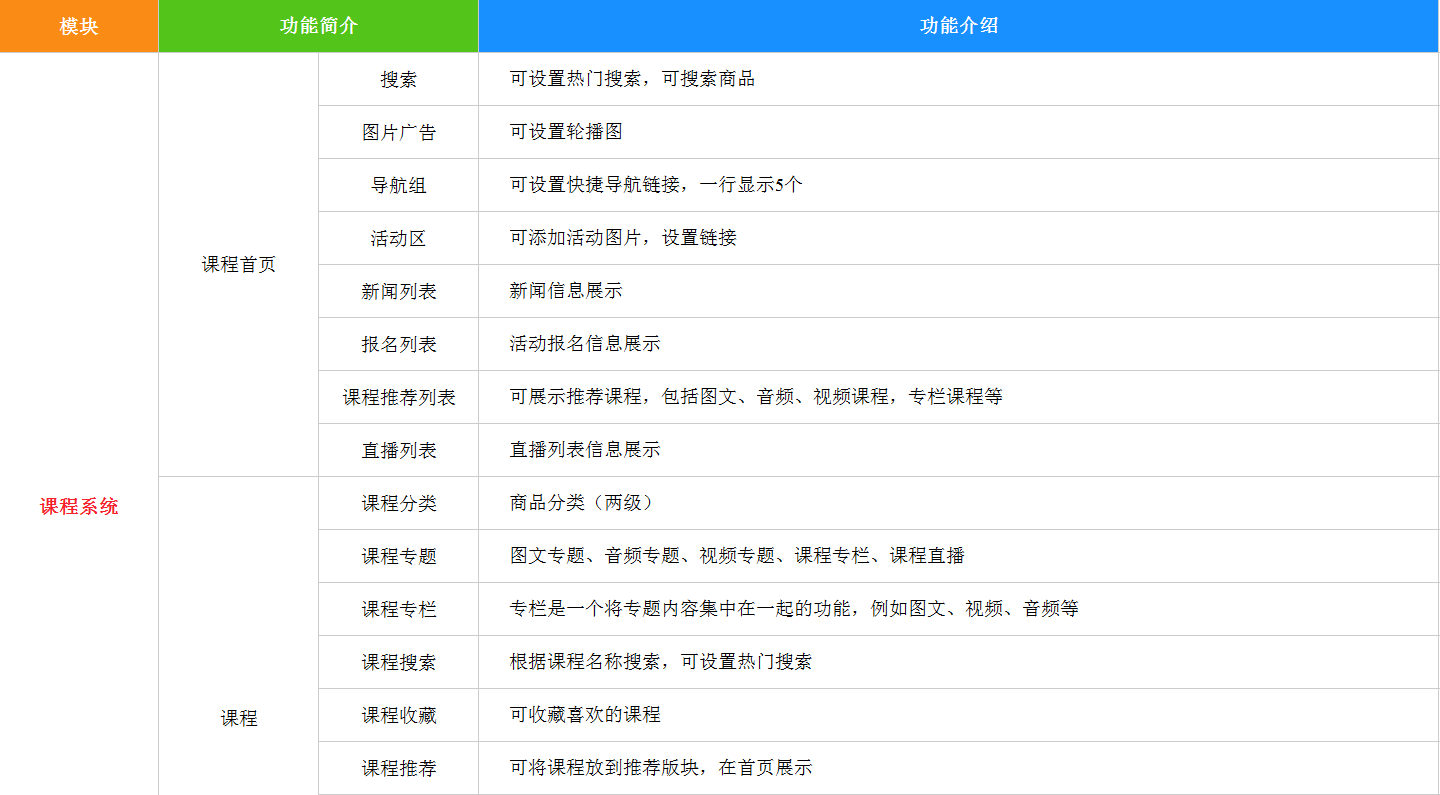 模块 功能简介 功能介绍
搜索 可设置热门搜索，可搜索商品
图片广告 可设置轮播图
导航组 可设置快捷导航链接，一行显示5个
活动区 可添加活动图片，设置链接
课程首页
新闻列表 新闻信息展示
报名列表 活动报名信息展示
课程推荐列表 可展示推荐课程，包括图文、音频、视频课程，专栏课程等
直播列表 直播列表信息展示
课程系统
课程分类 商品分类（两级）
课程专题 图文专题、音频专题、视频专题、课程专栏、课程直播
课程专栏 专栏是一个将专题内容集中在一起的功能，例如图文、视频、音频等
课程搜索 根据课程名称搜索，可设置热门搜索
课程
课程收藏 可收藏喜欢的课程
课程推荐 可将课程放到推荐版块，在首页展示